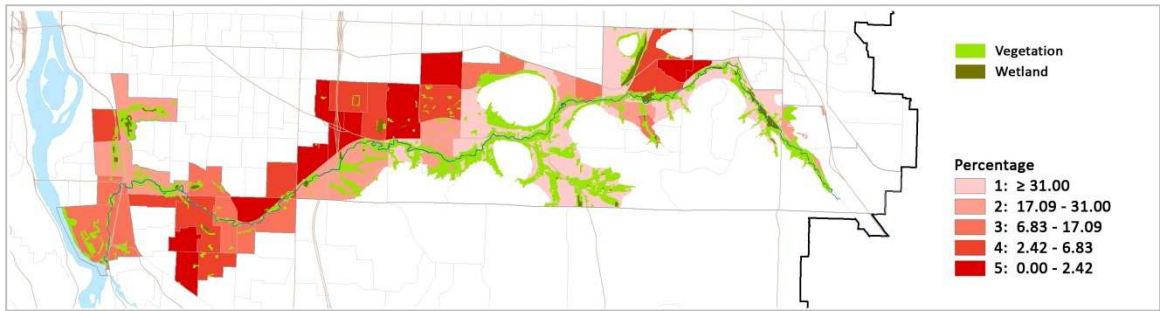 Vegetation
Wetland
Percentage
1: ≥ 31.00
2: 17.09 - 31.00
3: 6.83 - 17.09
4: 2.42 - 6.83
5: 0.00 - 2.42